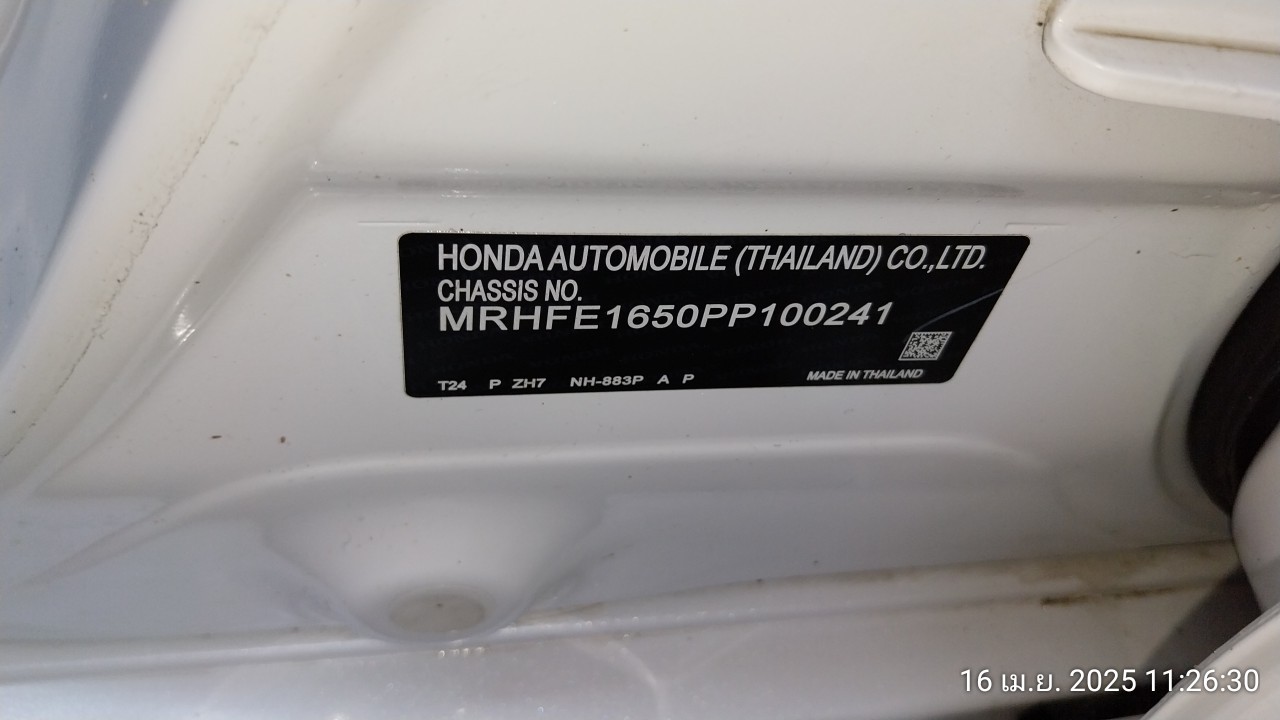 HONDA AUTOMOBILE (THAILAND) CO.,LTD.
CHASSIS NO.
MRHFE1650PP100241
T24 P ZH7 NH-883P A P MADE IN THAILAND
16 เม.ย. 2025 11:26:30